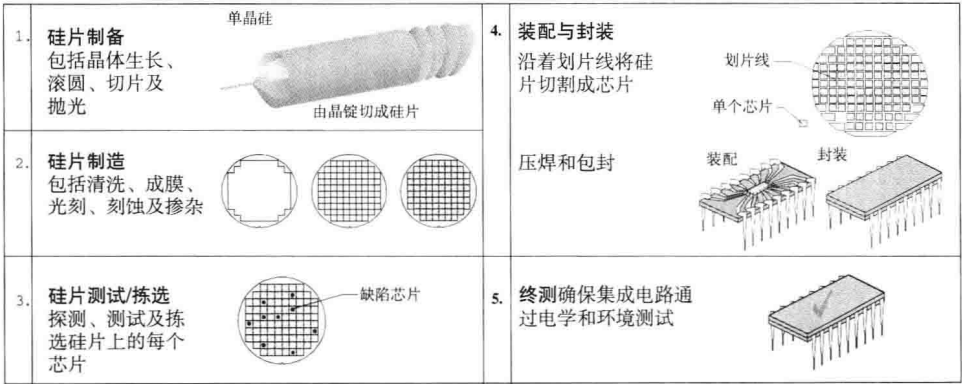 1.
硅片制备
包括晶体生长、
滚圆、切片及
抛光
单晶硅
由晶锭切成硅片
2.
硅片制造
包括清洗、成膜、
光刻、刻蚀及掺杂
3.
硅片测试/拣选
探测、测试及拣
选硅片上的每个
芯片
缺陷芯片
4.
装配与封装
沿着划片线将硅
片切割成芯片
划片线
单个芯片
压焊和包封
装配
封装
5.
终测确保集成电路通
过电学和环境测试